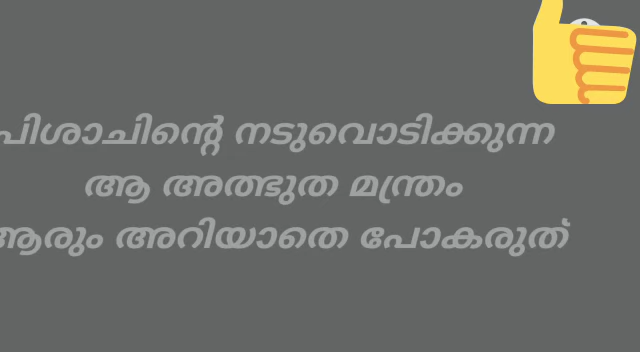 പിശാചിന്റെ നടുവൊടിക്കുന്ന
ആ അത്ഭുത മന്ത്രം
ആരും അറിയാതെ പോകരുത്